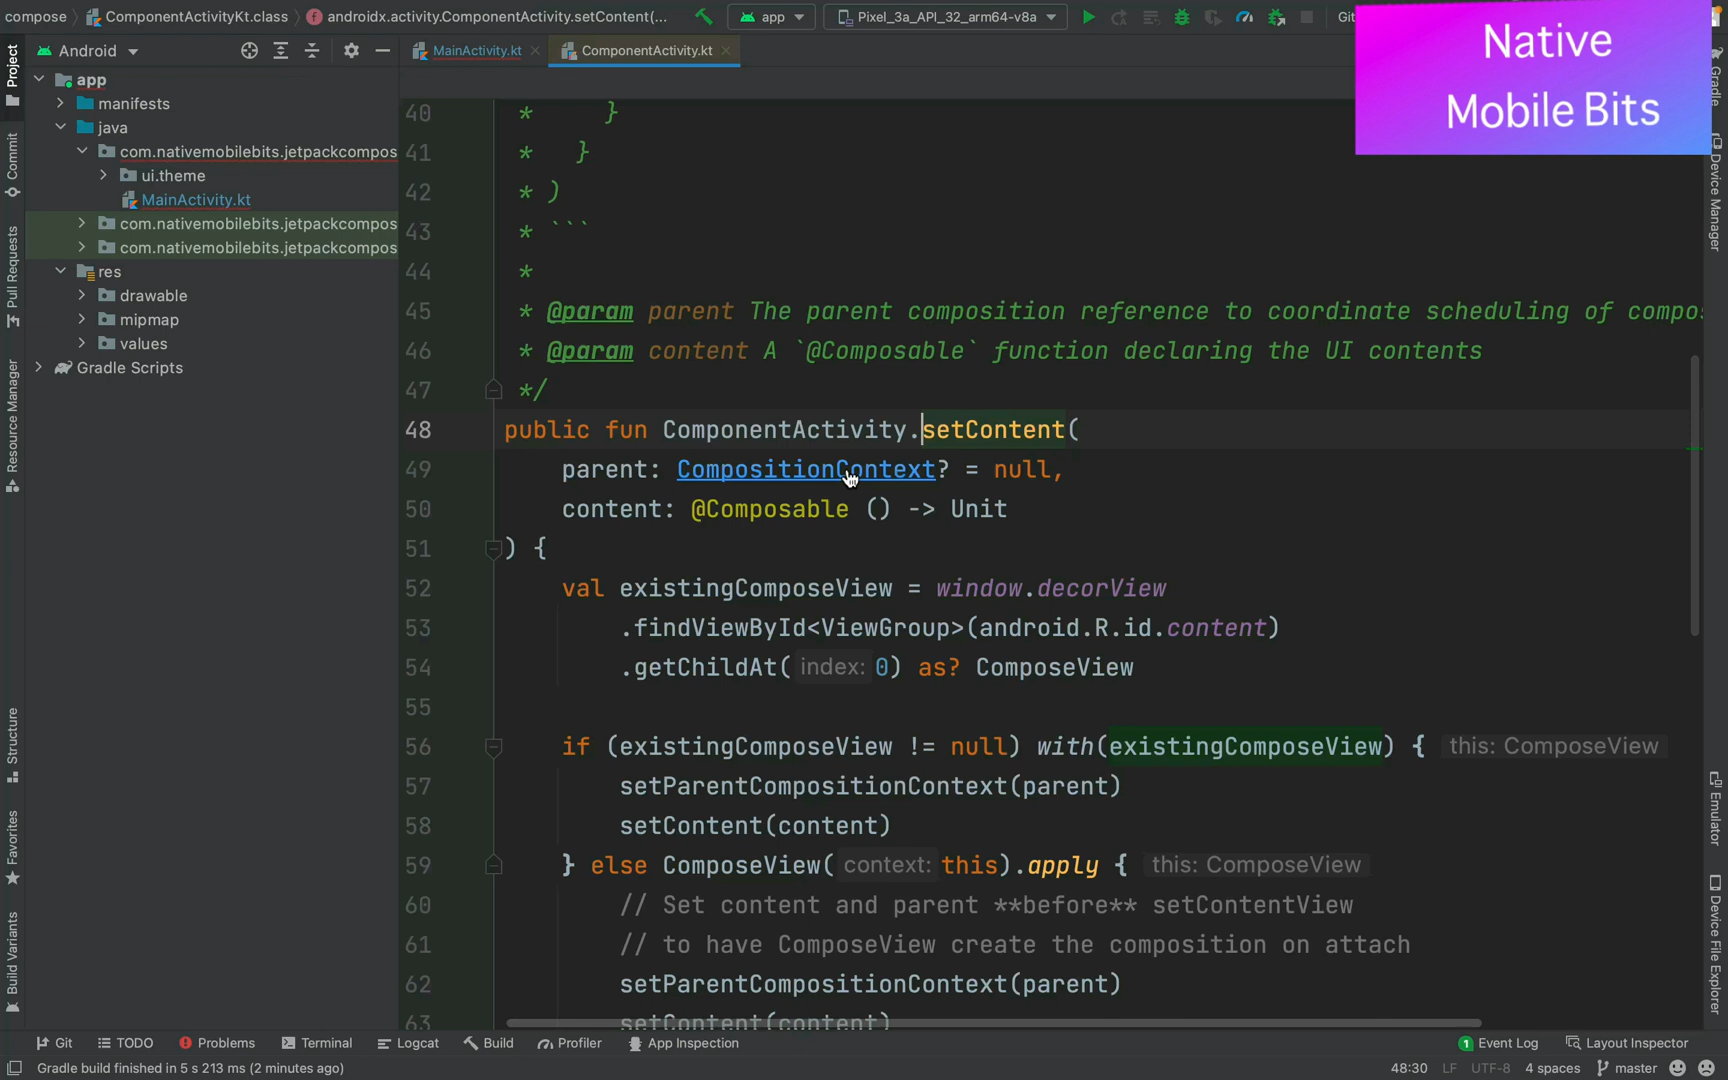 compose ComponentActivityKt.class androidx.activity.ComponentActivity.setContent(... app Pixel_3a_API_32_arm64-v8a Git
Native
Mobile Bits
Android
MainActivity.kt ComponentActivity.kt
app
manifests
java
com.nativemobilebits.jetpackcompos
ui.theme
MainActivity.kt
com.nativemobilebits.jetpackcompos
com.nativemobilebits.jetpackcompos
res
drawable
mipmap
values
Gradle Scripts
Project
Commit
Pull Requests
Resource Manager
Structure
Favorites
Build Variants
40 * }
41 * }
42 * )
43 * ```
44 *
45 * @param parent The parent composition reference to coordinate scheduling of compo
46 * @param content A `@Composable` function declaring the UI contents
47 */
48 public fun ComponentActivity.setContent(
49 parent: CompositionContext? = null,
50 content: @Composable () -> Unit
51 ) {
52 val existingComposeView = window.decorView
53 .findViewById<ViewGroup>(android.R.id.content)
54 .getChildAt( index: 0) as? ComposeView
55
56 if (existingComposeView != null) with(existingComposeView) { this: ComposeView
57 setParentCompositionContext(parent)
58 setContent(content)
59 } else ComposeView( context: this).apply { this: ComposeView
60 // Set content and parent **before** setContentView
61 // to have ComposeView create the composition on attach
62 setParentCompositionContext(parent)
63 setContent(content)
Gradle
Device Manager
Emulator
Device File Explorer
Git TODO Problems Terminal Logcat Build Profiler App Inspection 1 Event Log Layout Inspector
Gradle build finished in 5 s 213 ms (2 minutes ago) 48:30 LF UTF-8 4 spaces master